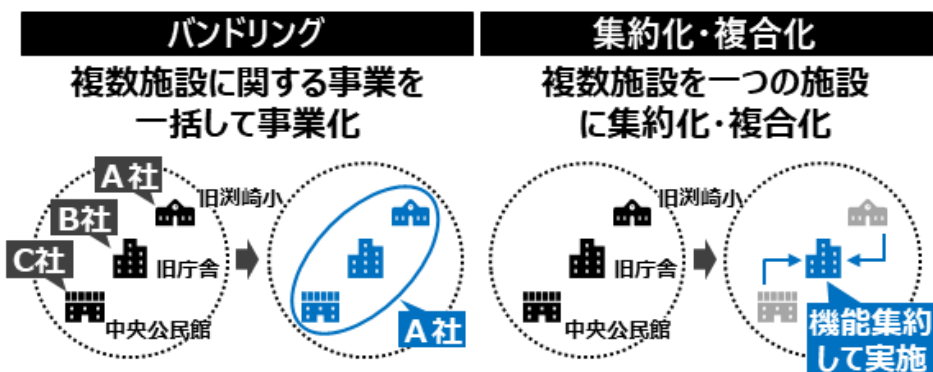 バンドリング
複数施設に関する事業を
一括して事業化
A社
旧渕崎小
B社
旧庁舎
C社
中央公民館
A社
集約化・複合化
複数施設を一つの施設
に集約化・複合化
旧渕崎小
旧庁舎
中央公民館
機能集約
して実施